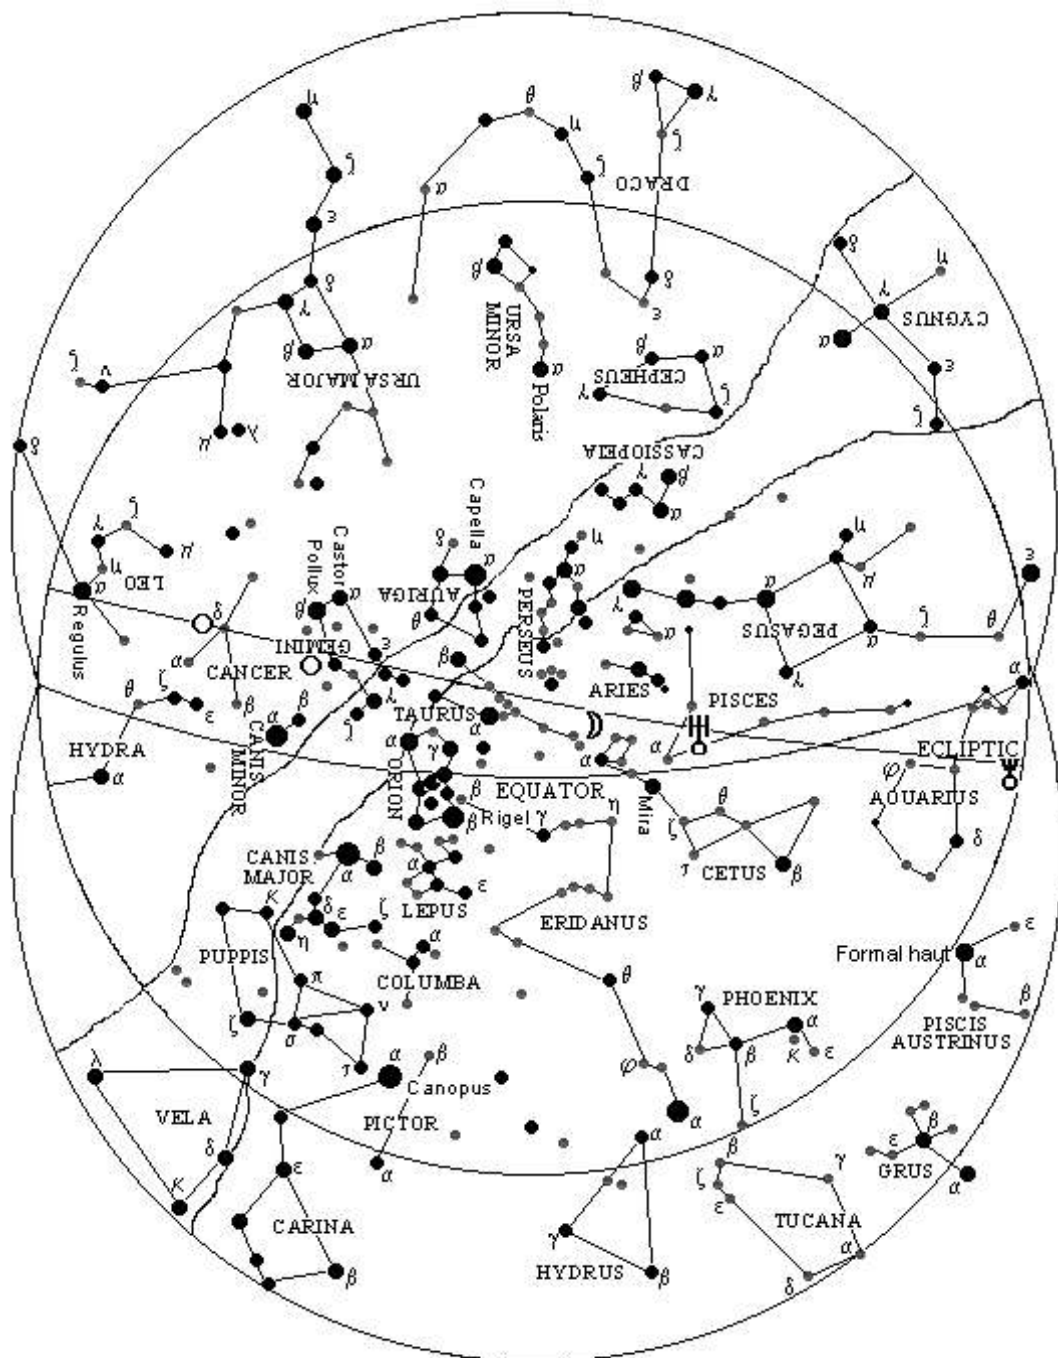 μ
β γ
θ
η
ζ
ζ
ζ
DRACO
α
α
ε
δ
δ
δ
η
β
ε
γ
CYGNUS
URSA
MINOR
γ
α
β α
URSA MAJOR
α
Polaris
α
CEPHEUS
β
γ
ε
ζ
ν
ζ
ζ
μ λ
CASSIOPEIA
δ
γ
β
α
Capella
ζ
γ
μ
LEO
η
α
Regulus
Castor
Pollux
β α
δ
α
AURIGA
θ
η
α
PERSEUS
γ
α
α
η
μ
PEGASUS
α
ζ
θ
ε
γ
δ
α
CANCER
β
GEMINI
ε
γ
ζ
β
TAURUS
α
ARIES
PISCES
α
α
θ ζ
ε
HYDRA
α
α β
CANIS
MINOR
α
γ
ORION
β
Rigel
β
EQUATOR
γ
η
α
Mira
ECLIPTIC
φ
AOUARIUS
δ
ζ
θ
τ
CETUS
β
CANIS
MAJOR
α
β
α
LEPUS
ε
δ
ε
ζ
η
κ
PUPPIS
ERIDANUS
α
COLUMBA
π
ν
ζ
σ
τ
θ
φ
α
γ
PHOENIX
α
δ
β
κ
ε
ζ
Formal haut
α
ε
β
PISCIS
AUSTRINUS
λ
γ
VELA
δ
κ
α
Canopus
β
PICTOR
α
ε
CARINA
β
α
γ
HYDRUS
β
β
ζ
ε
γ
TUCANA
α
δ
β
ε
GRUS
α